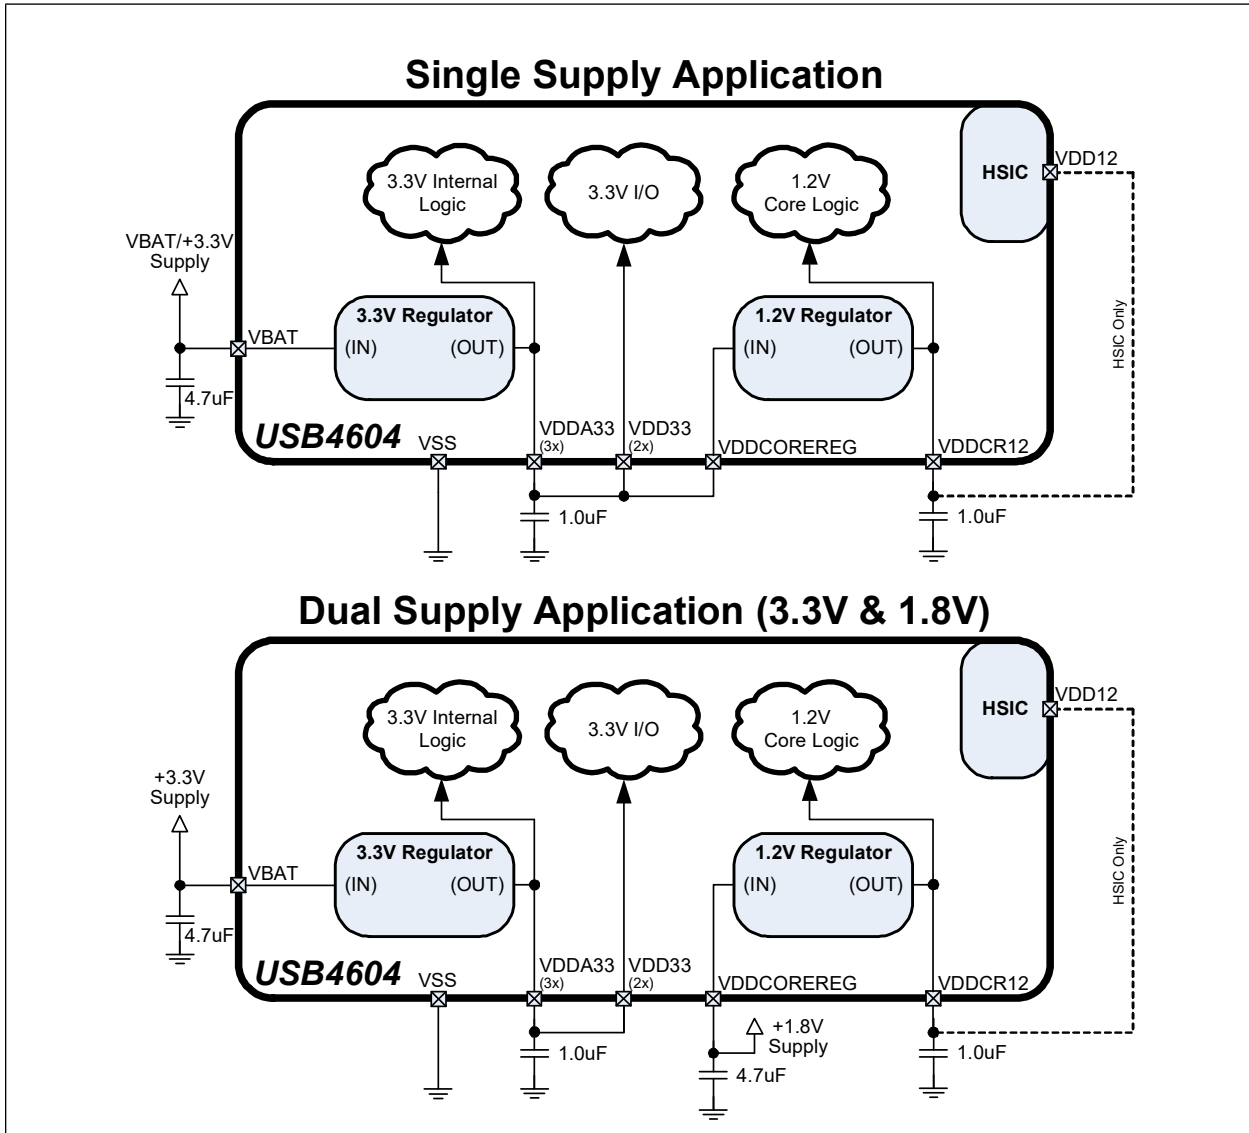 Single Supply Application
HSIC
VDD12
3.3V Internal
Logic
3.3V I/O
1.2V
Core Logic
VBAT/+3.3V
Supply
HSIC Only
VBAT
3.3V Regulator
(IN)
(OUT)
1.2V Regulator
(IN)
(OUT)
4.7uF
USB4604
VSS
VDDA33
(3x)
VDD33
(2x)
VDDCOREREG
VDDCR12
1.0uF
1.0uF
Dual Supply Application (3.3V & 1.8V)
HSIC
VDD12
3.3V Internal
Logic
3.3V I/O
1.2V
Core Logic
+3.3V
Supply
HSIC Only
VBAT
3.3V Regulator
(IN)
(OUT)
1.2V Regulator
(IN)
(OUT)
4.7uF
USB4604
VSS
VDDA33
(3x)
VDD33
(2x)
VDDCOREREG
VDDCR12
1.0uF
+1.8V
Supply
4.7uF
1.0uF